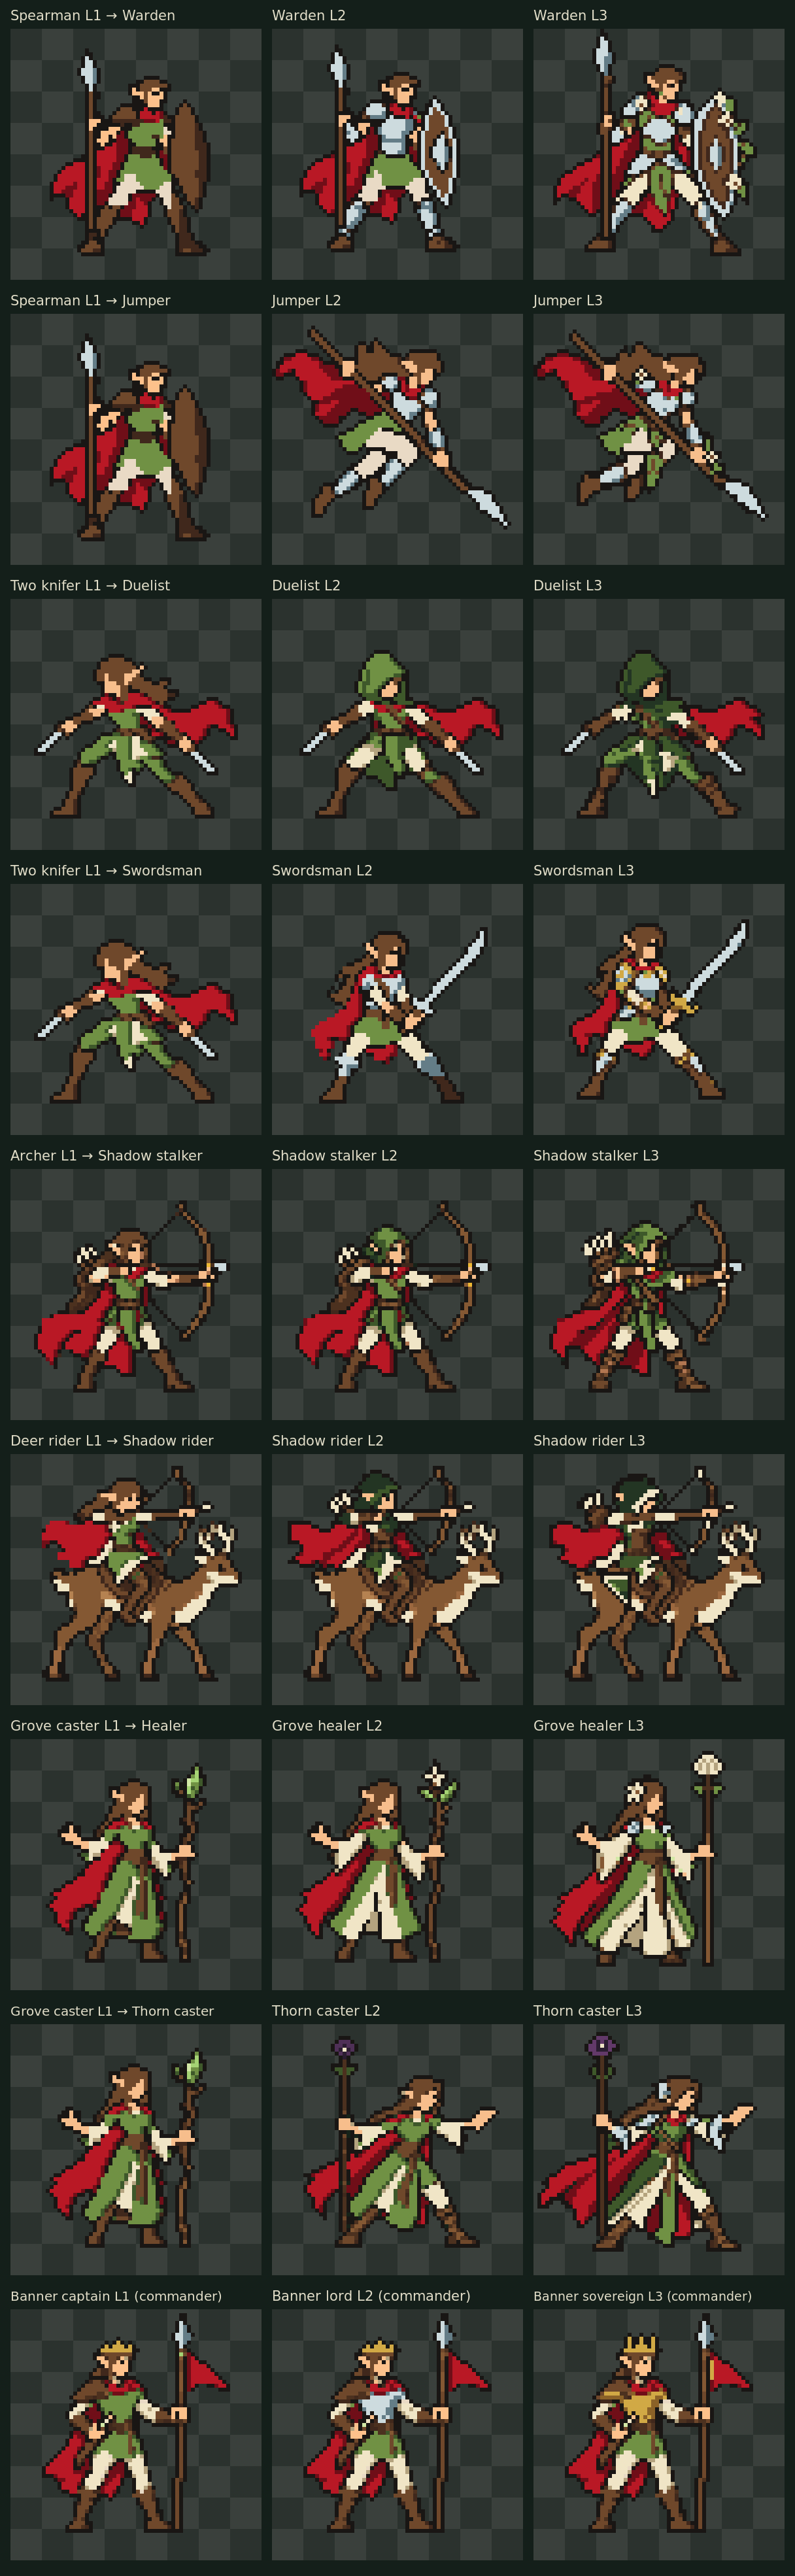 Spearman L1 → Warden
Warden L2
Warden L3
Spearman L1 → Jumper
Jumper L2
Jumper L3
Two knifer L1 → Duelist
Duelist L2
Duelist L3
Two knifer L1 → Swordsman
Swordsman L2
Swordsman L3
Archer L1 → Shadow stalker
Shadow stalker L2
Shadow stalker L3
Deer rider L1 → Shadow rider
Shadow rider L2
Shadow rider L3
Grove caster L1 → Healer
Grove healer L2
Grove healer L3
Grove caster L1 → Thorn caster
Thorn caster L2
Thorn caster L3
Banner captain L1 (commander)
Banner lord L2 (commander)
Banner sovereign L3 (commander)